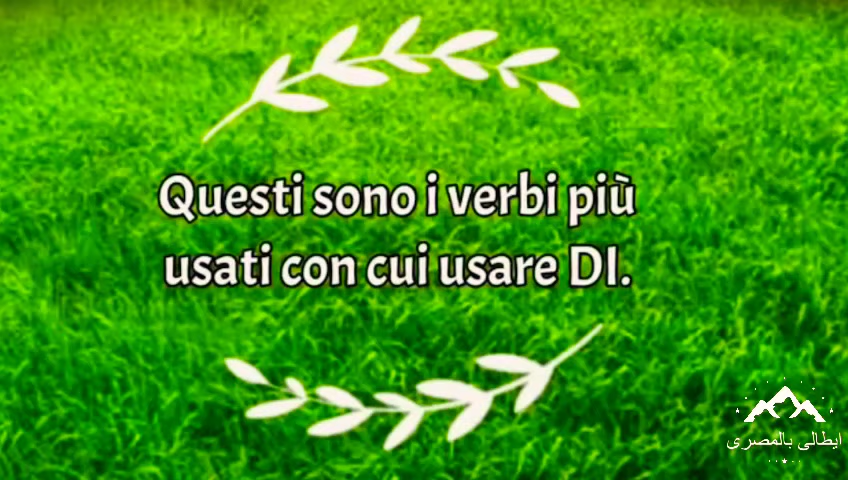 Questi sono i verbi più
usati con cui usare DI.
ايطالى بالمصرى